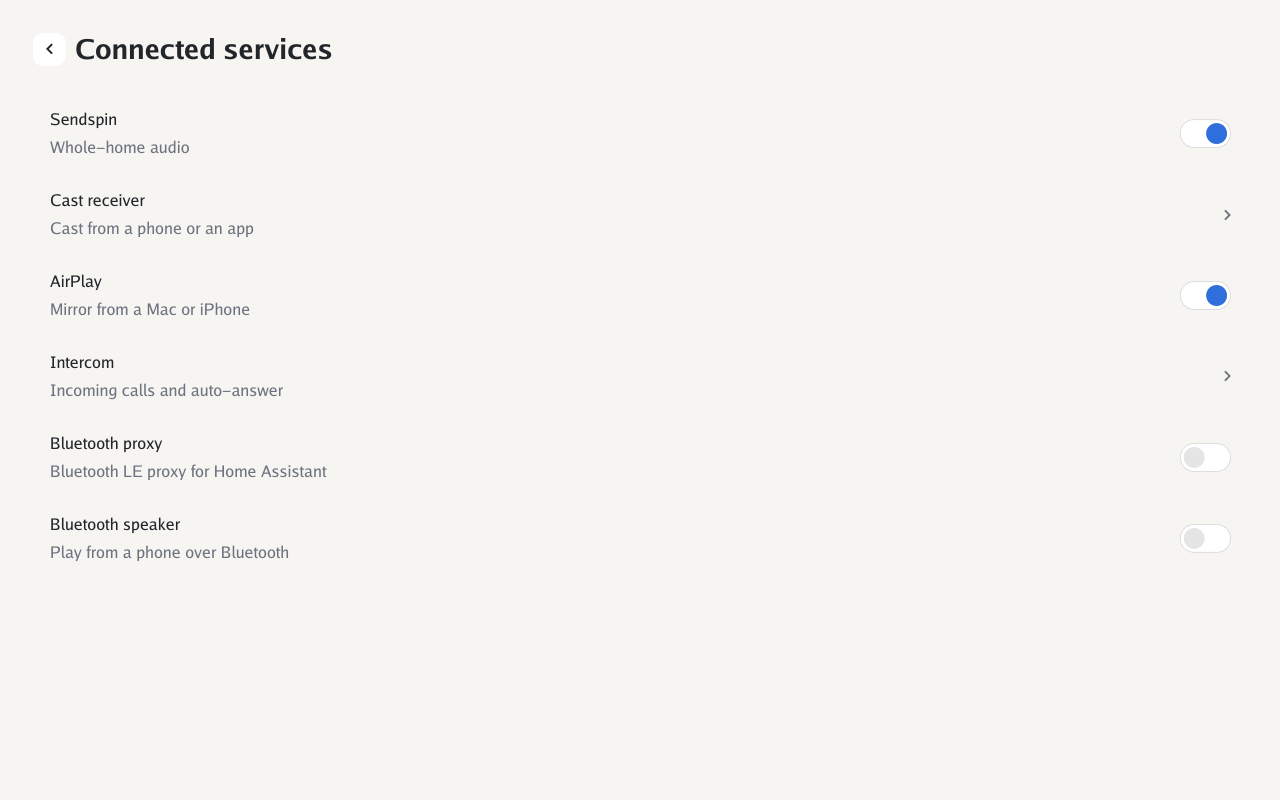 Connected services
Sendspin
Whole-home audio
Cast receiver
Cast from a phone or an app
AirPlay
Mirror from a Mac or iPhone
Intercom
Incoming calls and auto-answer
Bluetooth proxy
Bluetooth LE proxy for Home Assistant
Bluetooth speaker
Play from a phone over Bluetooth